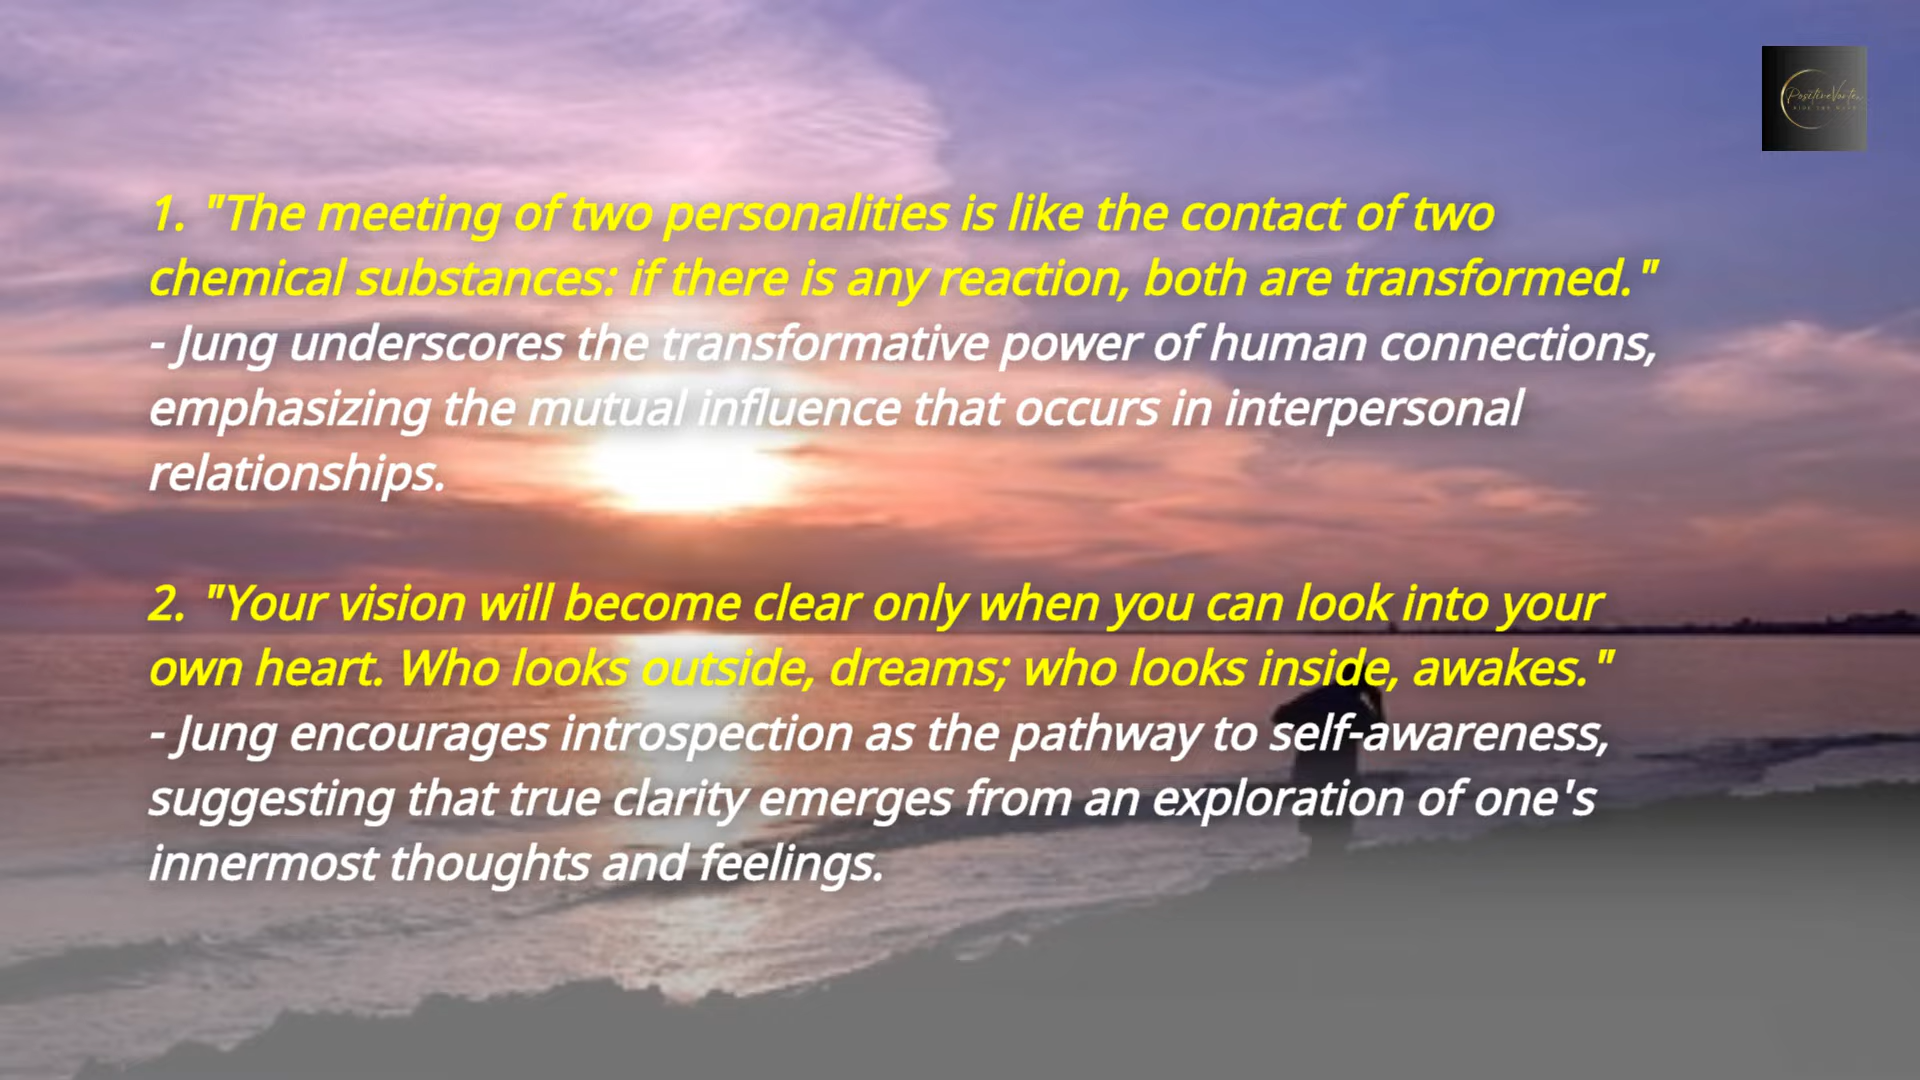 PositiveVortex
1. "The meeting of two personalities is like the contact of two
chemical substances: if there is any reaction, both are transformed."
- Jung underscores the transformative power of human connections,
emphasizing the mutual influence that occurs in interpersonal
relationships.
2. "Your vision will become clear only when you can look into your
own heart. Who looks outside, dreams; who looks inside, awakes."
- Jung encourages introspection as the pathway to self-awareness,
suggesting that true clarity emerges from an exploration of one's
innermost thoughts and feelings.